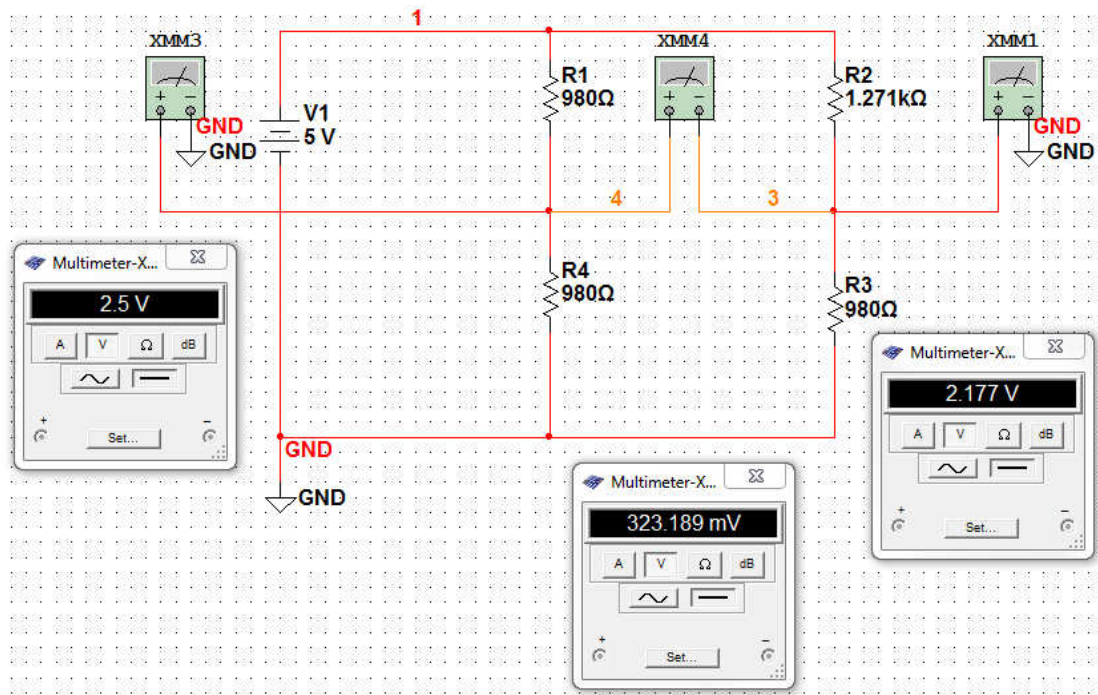 1
XMM3
XMM4
XMM1
+ −
+ −
+ −
R1
980Ω
R2
1.271kΩ
V1
5 V
GND
GND
GND
GND
4
3
R4
980Ω
R3
980Ω
Multimeter-X...
2.5 V
A V Ω dB
+ −
Set...
Multimeter-X...
2.177 V
A V Ω dB
+ −
Set...
GND
GND
Multimeter-X...
323.189 mV
A V Ω dB
+ −
Set...